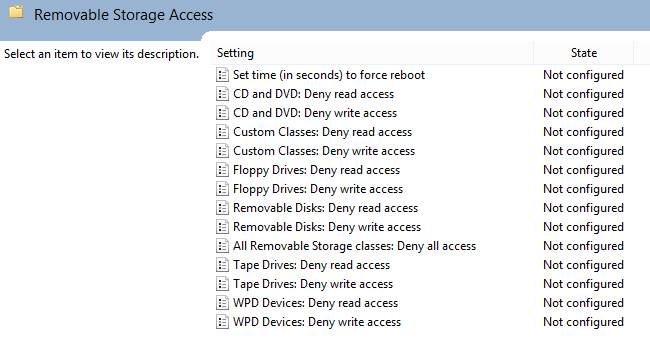 Removable Storage Access
Select an item to view its description.
Setting State
Set time (in seconds) to force reboot Not configured
CD and DVD: Deny read access Not configured
CD and DVD: Deny write access Not configured
Custom Classes: Deny read access Not configured
Custom Classes: Deny write access Not configured
Floppy Drives: Deny read access Not configured
Floppy Drives: Deny write access Not configured
Removable Disks: Deny read access Not configured
Removable Disks: Deny write access Not configured
All Removable Storage classes: Deny all access Not configured
Tape Drives: Deny read access Not configured
Tape Drives: Deny write access Not configured
WPD Devices: Deny read access Not configured
WPD Devices: Deny write access Not configured